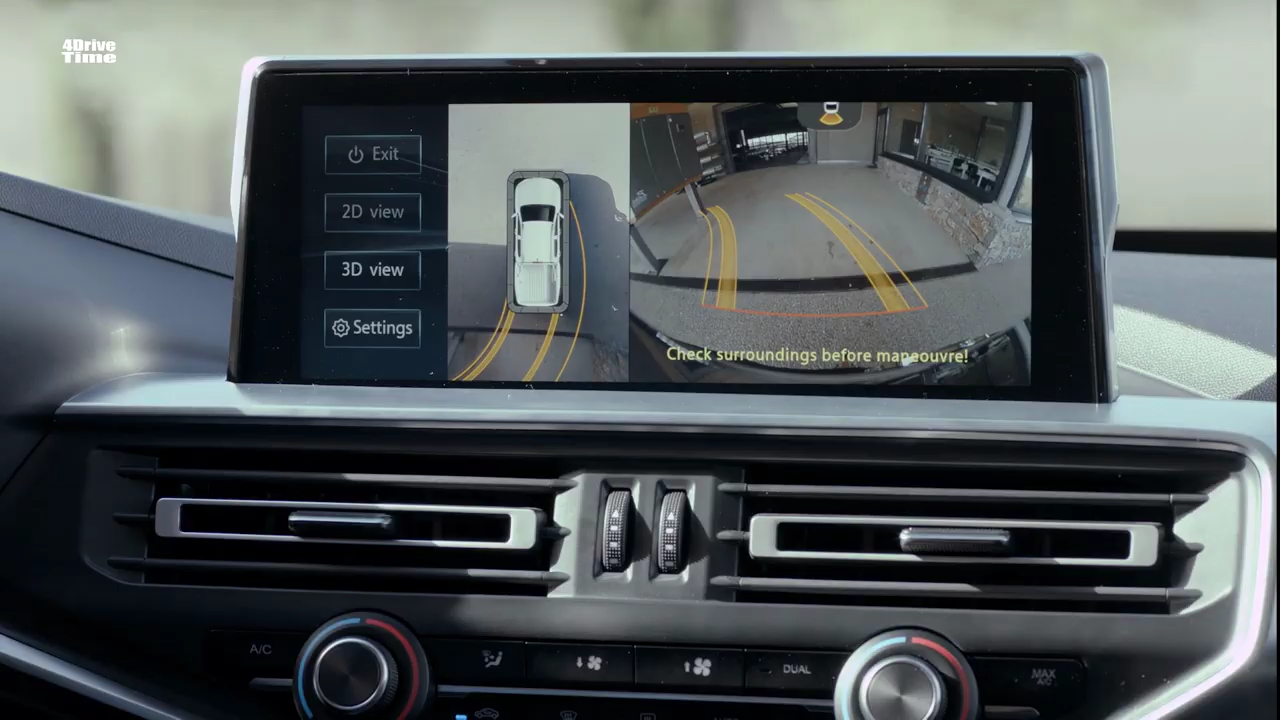 4Drive
Time
Exit
2D view
3D view
Settings
Check surroundings before manoeuvre!
A/C
DUAL
MAX
A/C